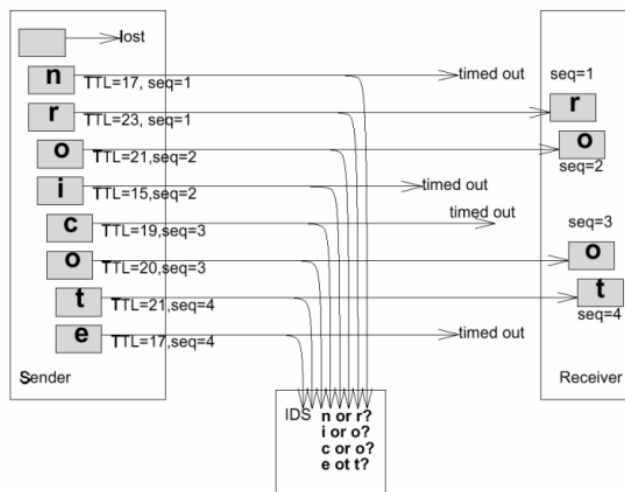 lost
n TTL=17, seq=1 timed out seq=1
r TTL=23, seq=1 r
o TTL=21,seq=2 o
seq=2
i TTL=15,seq=2 timed out
timed out
c TTL=19,seq=3 seq=3
o TTL=20,seq=3 o
t TTL=21,seq=4 t
seq=4
e TTL=17,seq=4 timed out
Sender Receiver
IDS n or r?
i or o?
c or o?
e ot t?